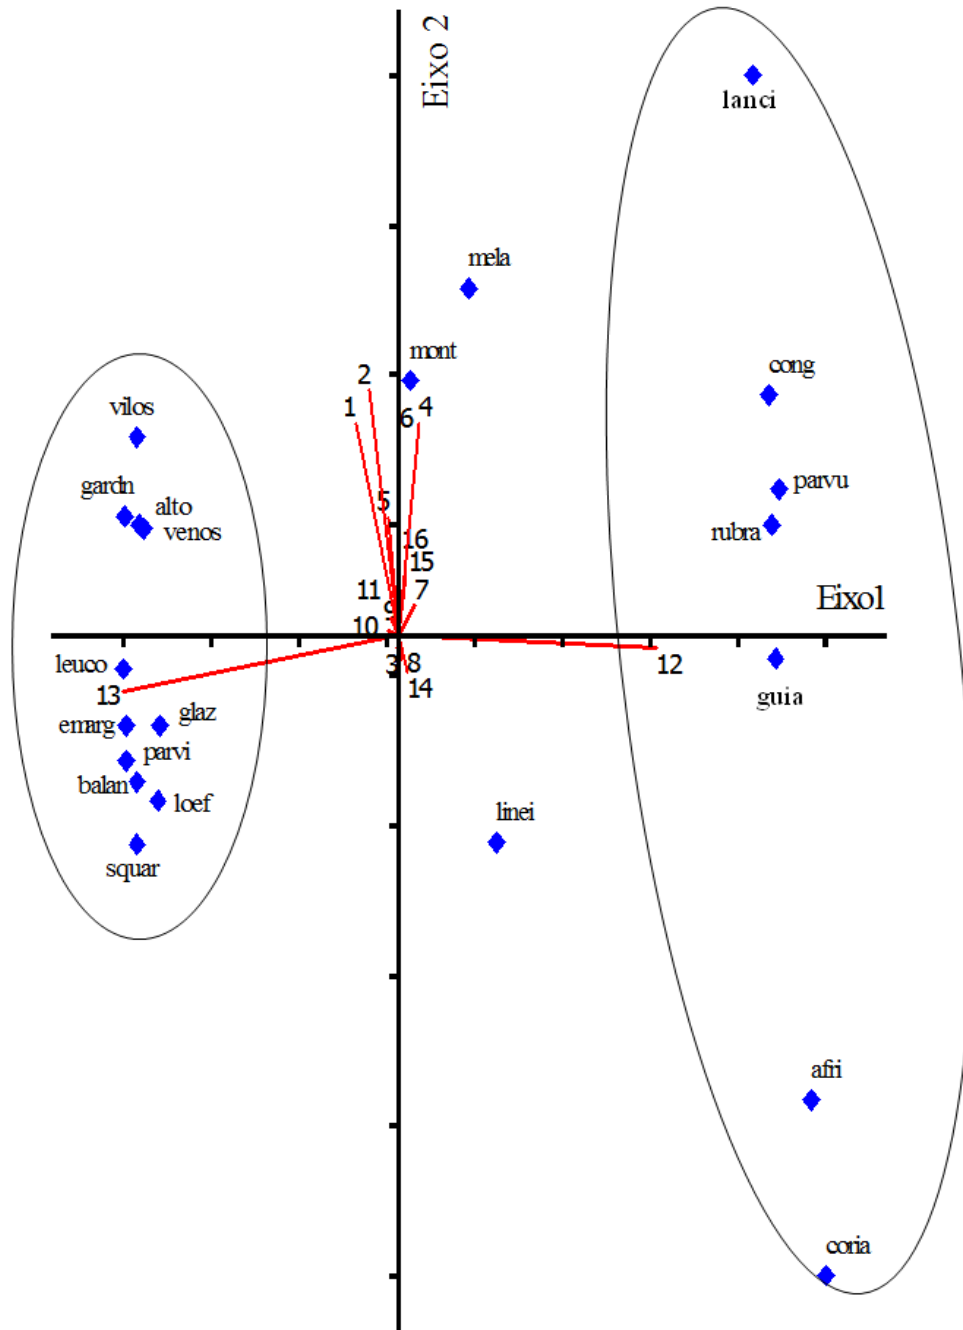 Eixo 2
lanci
mela
mont
cong
2
1
6 4
vilos
gardn
alto
venos
5
16
15
parvu
rubra
11
7
9
10
Eixo1
3 8
12
14
leuco
13
guia
emarg
glaz
parvi
balan
loef
squar
linei
afri
coria